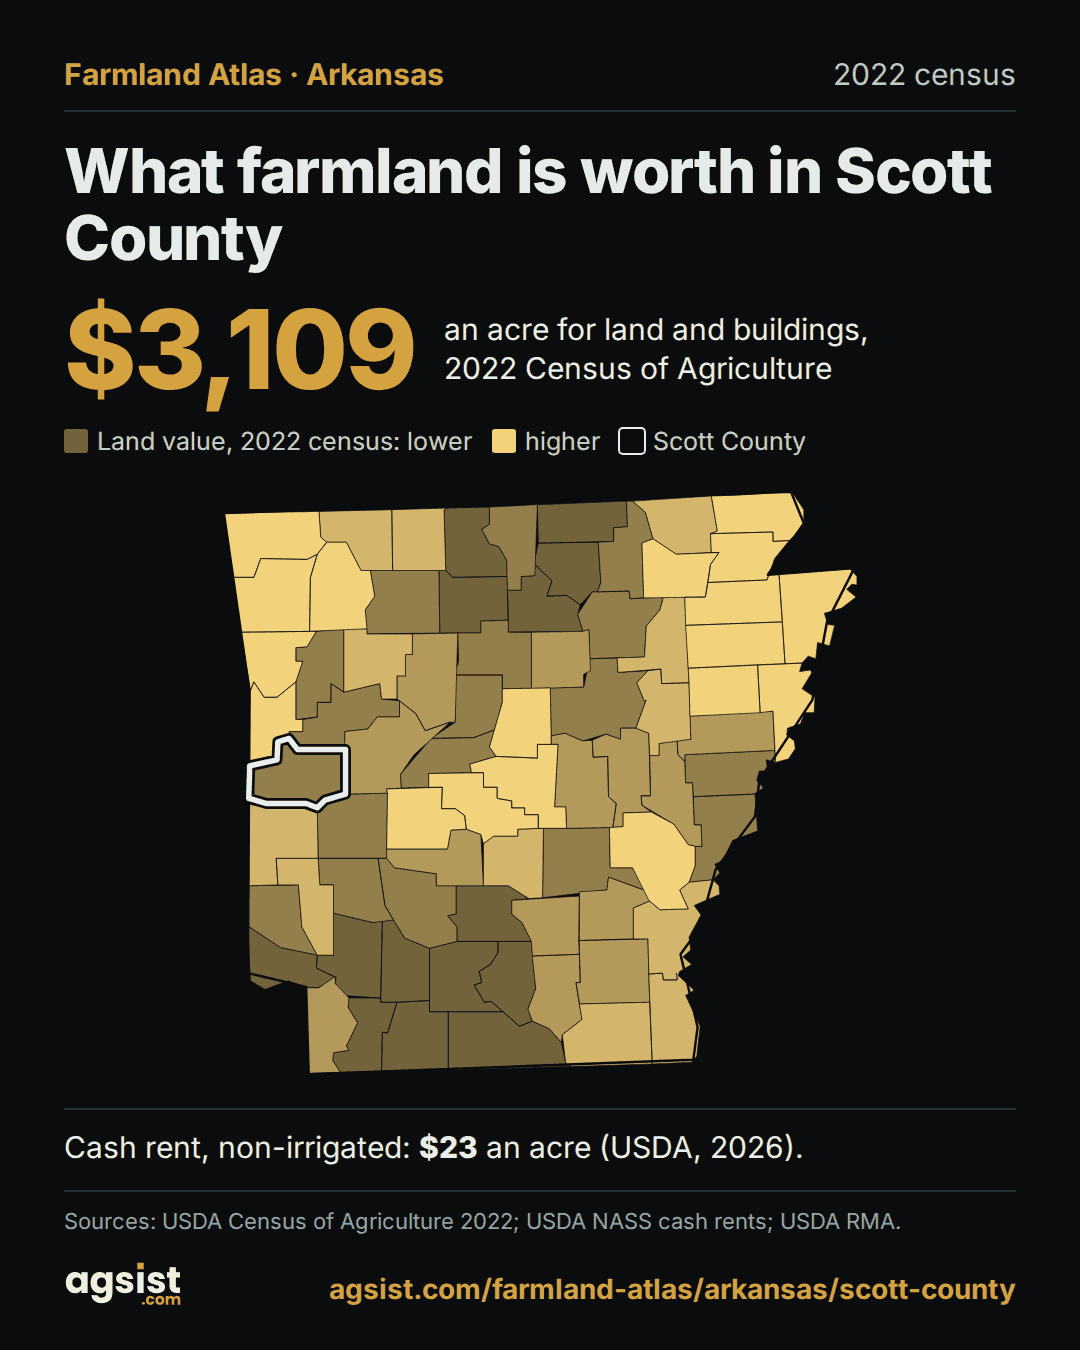 Farmland Atlas · Arkansas
2022 census
What farmland is worth in Scott
County
$3,109
an acre for land and buildings,
2022 Census of Agriculture
Land value, 2022 census: lower
higher
Scott County
Cash rent, non-irrigated: $23 an acre (USDA, 2026).
Sources: USDA Census of Agriculture 2022; USDA NASS cash rents; USDA RMA.
agsist
.com
agsist.com/farmland-atlas/arkansas/scott-county